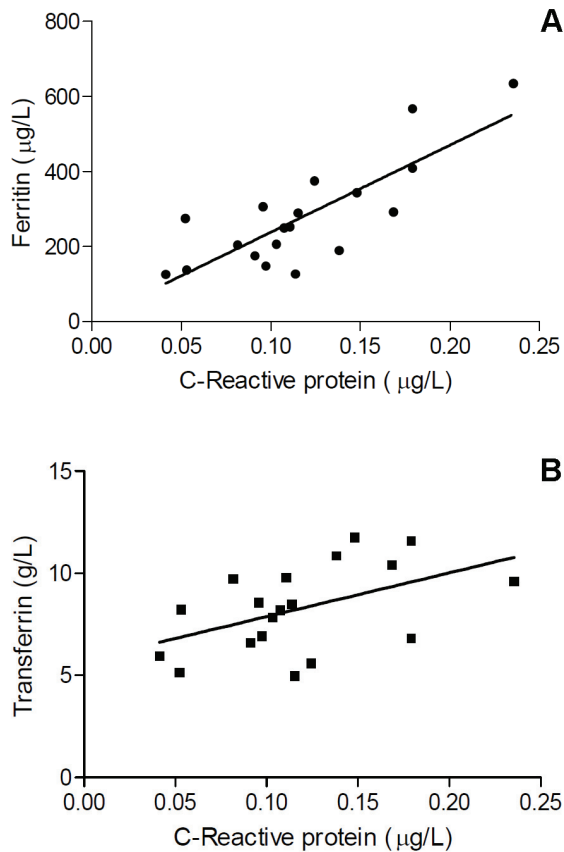 A
800
600
400
200
0
Ferritin ( μg/L)
0.00 0.05 0.10 0.15 0.20 0.25
C-Reactive protein ( μg/L)
B
15
10
5
0
Transferrin (g/L)
0.00 0.05 0.10 0.15 0.20 0.25
C-Reactive protein ( μg/L)